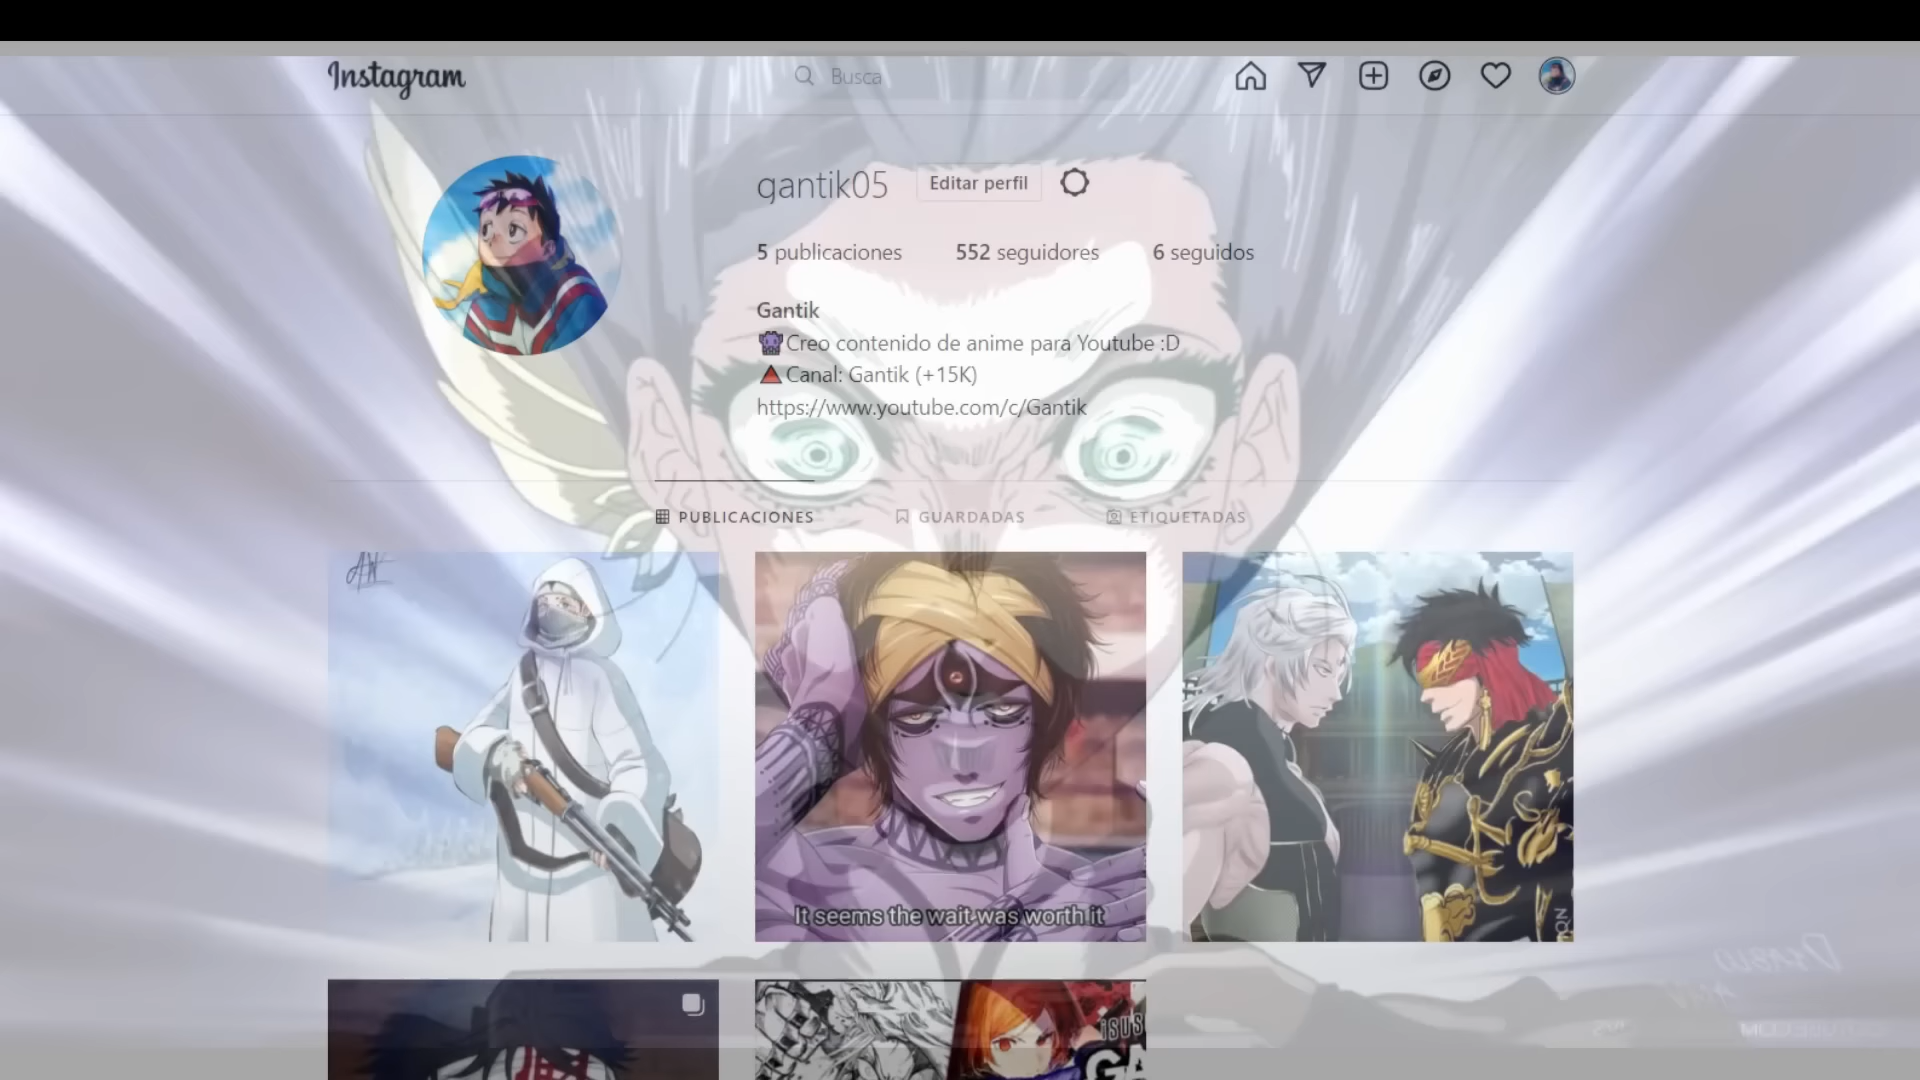 Instagram
Busca
gantik05
Editar perfil
5 publicaciones 552 seguidores 6 seguidos
Gantik
Creo contenido de anime para Youtube :D
Canal: Gantik (+15K)
https://www.youtube.com/c/Gantik
PUBLICACIONES GUARDADAS ETIQUETADAS
It seems the wait was worth it